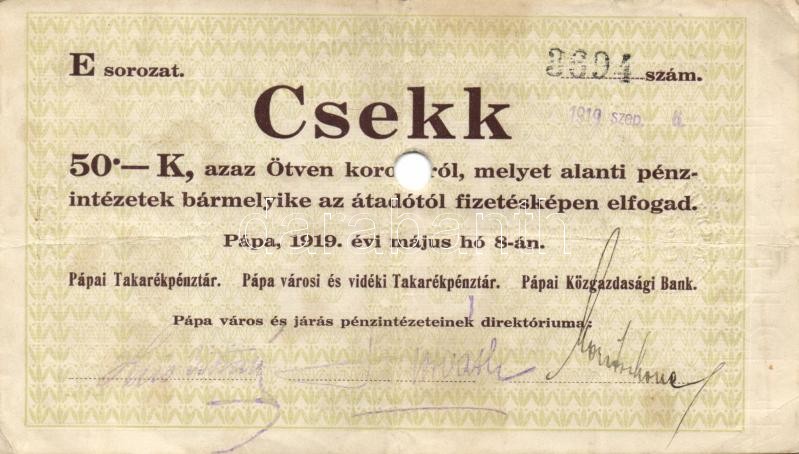 E sorozat. 3694 szám.
Csekk
1919 szep.
50·— K, azaz Ötven koro ról, melyet alanti pénz-
intézetek bármelyike az átadótól fizetésképen elfogad.
darabanth
Pápa, 1919. évi május hó 8-án.
Pápai Takarékpénztár. Pápa városi és vidéki Takarékpénztár. Pápai Közgazdasági Bank.
Pápa város és járás pénzintézeteinek direktóriuma: